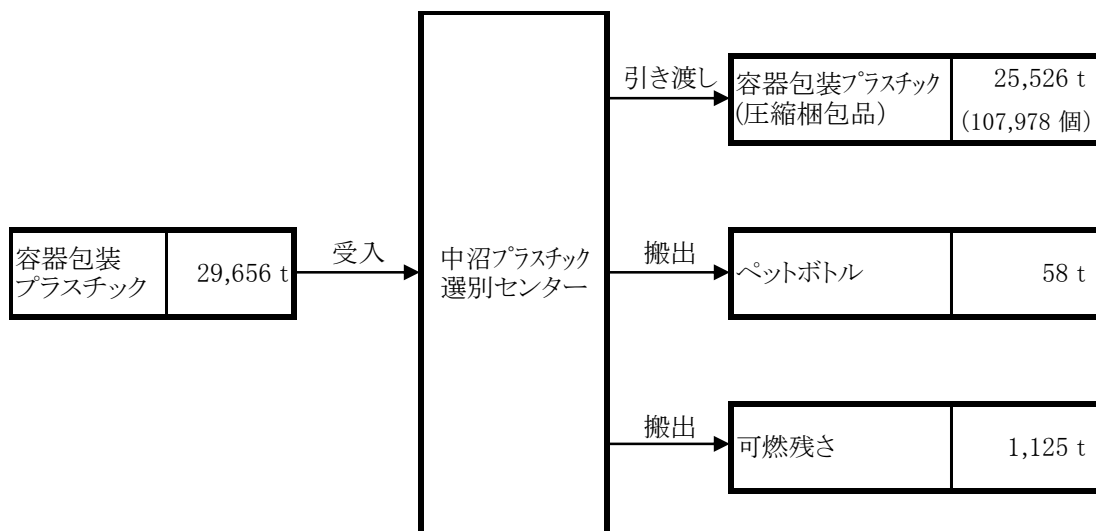 容器包装
プラスチック
29,656 t
受入
中沼プラスチック
選別センター
引き渡し
容器包装プラスチック
(圧縮梱包品)
25,526 t
(107,978 個)
搬出
ペットボトル
58 t
搬出
可燃残さ
1,125 t